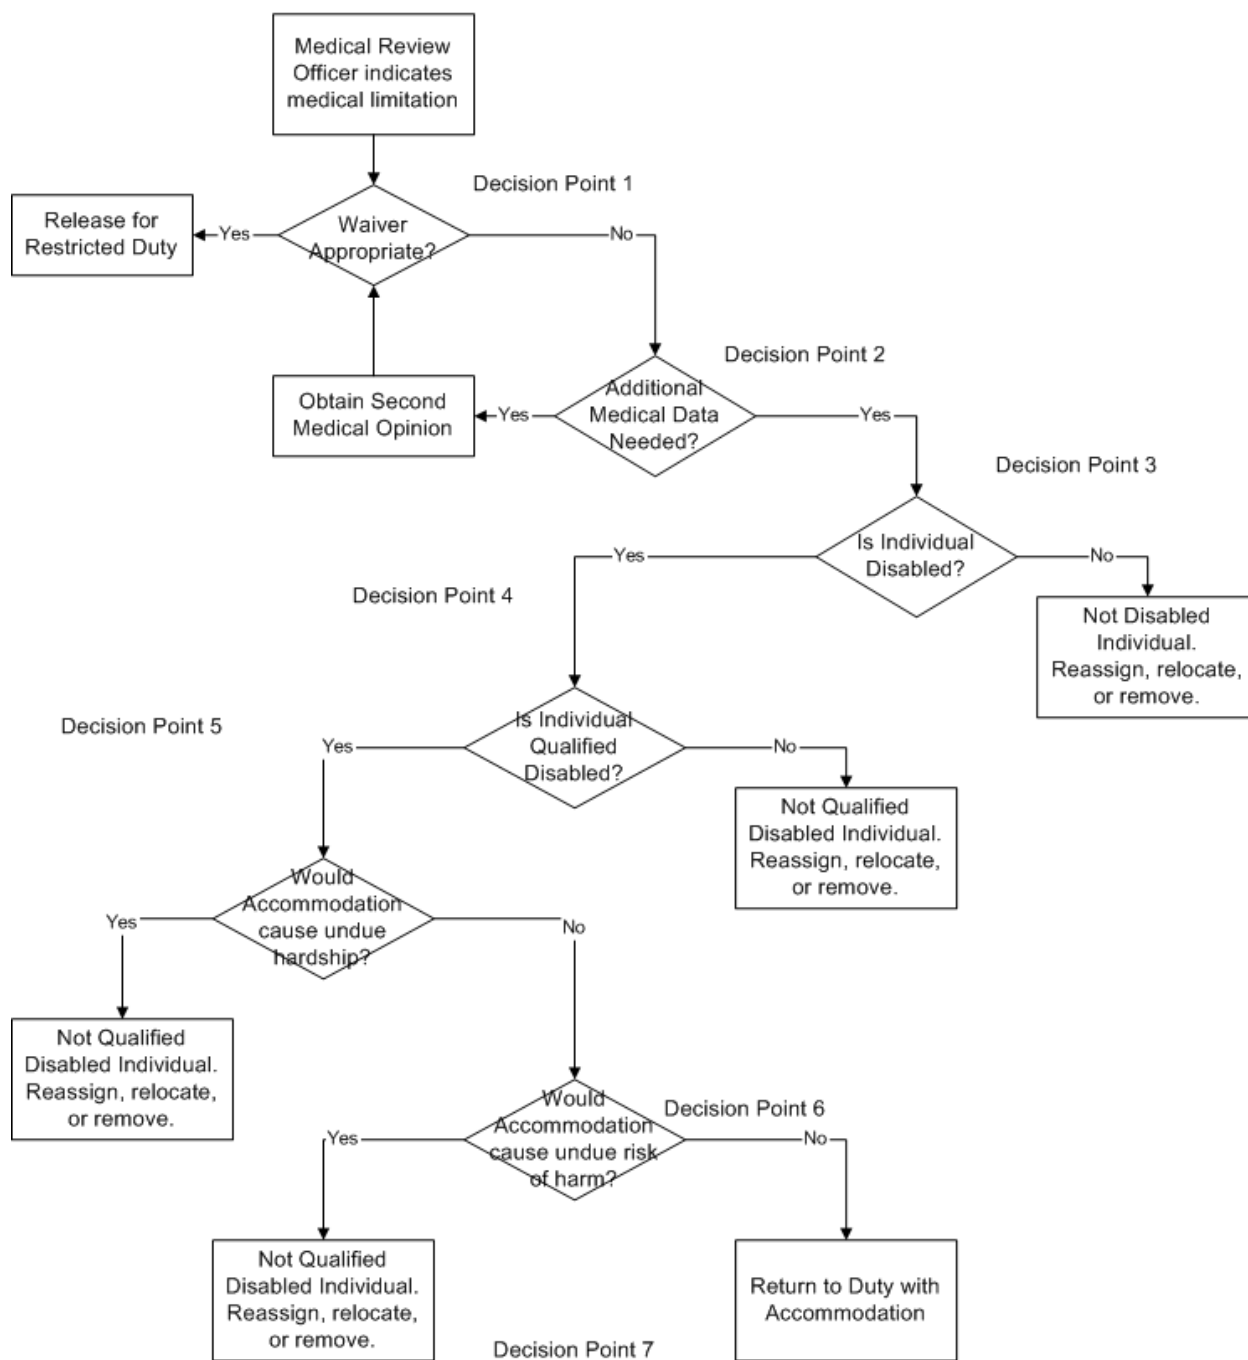 Medical Review
Officer indicates
medical limitation
Decision Point 1
Release for
Restricted Duty
Yes
Waiver
Appropriate?
No
Decision Point 2
Obtain Second
Medical Opinion
Yes
Additional
Medical Data
Needed?
Yes
Decision Point 3
Is Individual
Disabled?
Yes
No
Decision Point 4
Not Disabled
Individual.
Reassign, relocate,
or remove.
Decision Point 5
Is Individual
Qualified
Disabled?
Yes
No
Not Qualified
Disabled Individual.
Reassign, relocate,
or remove.
Would
Accommodation
cause undue
hardship?
Yes
No
Not Qualified
Disabled Individual.
Reassign, relocate,
or remove.
Would
Accommodation
cause undue risk
of harm?
Decision Point 6
Yes
No
Not Qualified
Disabled Individual.
Reassign, relocate,
or remove.
Return to Duty with
Accommodation
Decision Point 7